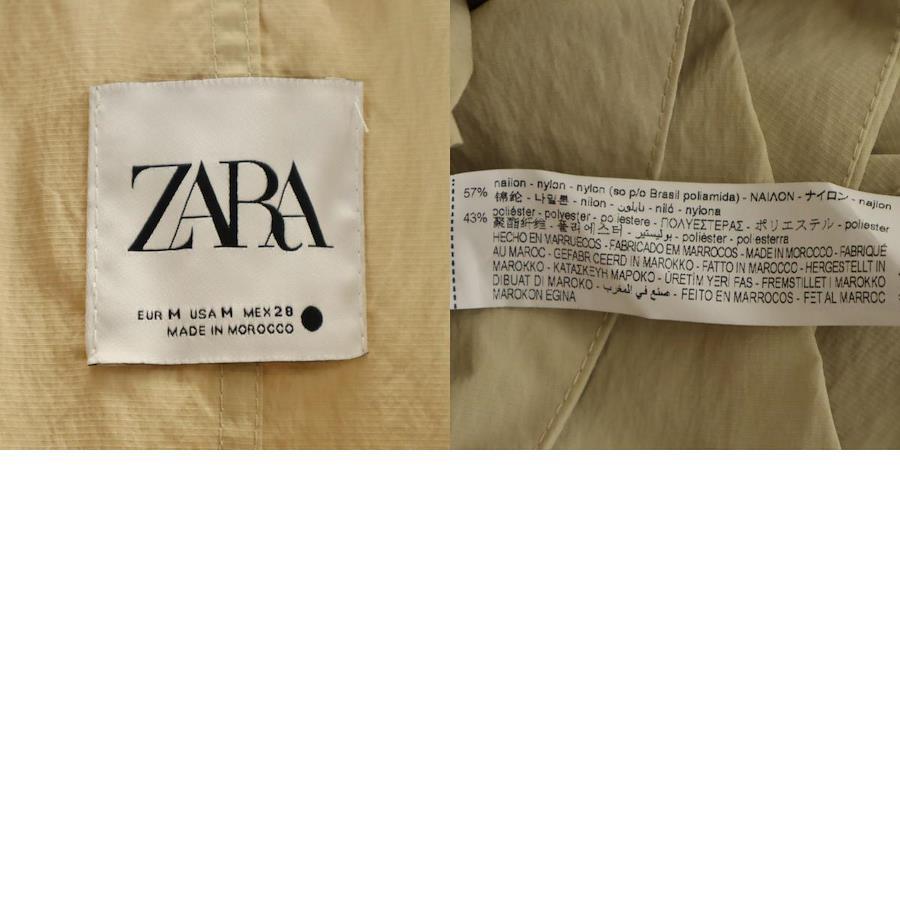 ZARA
EUR M USA M MEX 28
MADE IN MOROCCO
57% nailon - nylon - nylon (so p/o Brasil poliamida) - ΝΑΙΛΟΝ - ナイロン - najlon
锦纶 - 나일론 - nilon - نايلون - niló - nylona
43% poliéster - polyester - poliestere - ΠΟΛΥΕΣΤΕΡΑΣ - ポリエステル - poliester
聚酯纤维 - 폴리에스터 - بوليستير - polièster - poliesterra
HECHO EN MARRUECOS - FABRICADO EM MARROCOS - MADE IN MOROCCO - FABRIQUÉ
AU MAROC - GEFABRICEERD IN MAROKKO - FATTO IN MAROCCO - HERGESTELLT IN
MAROKKO - ΚΑΤΑΣΚΕΥΗ ΜΑΡΟΚΟ - ÜRETİM YERİ FAS - FREMSTILLET I MAROKKO
DIBUAT DI MAROKO - صنع في المغرب - FEITO EN MARROCOS - FET AL MARROC
MAROKON EGINA